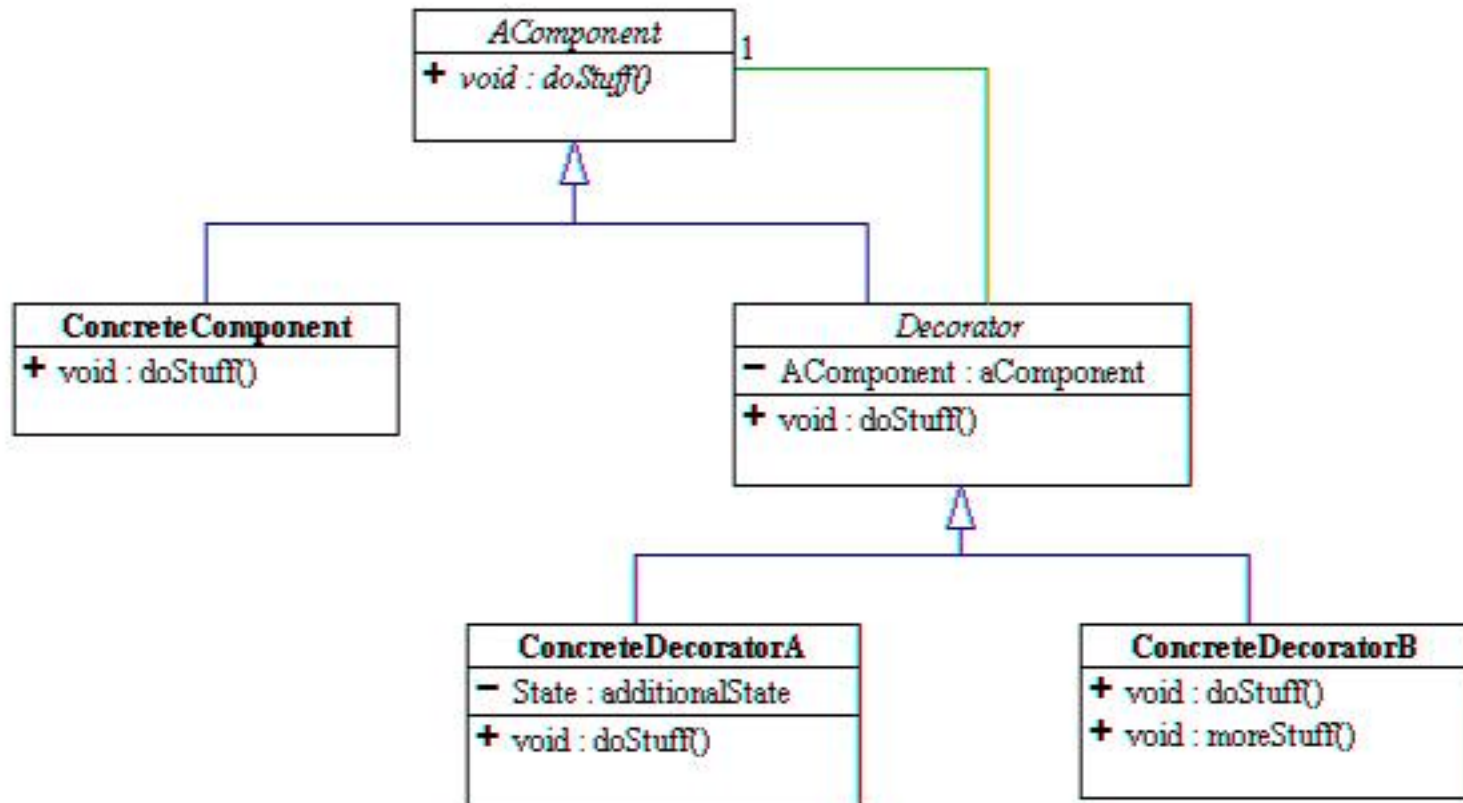 AComponent
1
+ void : doStuff()
ConcreteComponent
+ void : doStuff()
Decorator
- AComponent : aComponent
+ void : doStuff()
ConcreteDecoratorA
- State : additionalState
+ void : doStuff()
ConcreteDecoratorB
+ void : doStuff()
+ void : moreStuff()